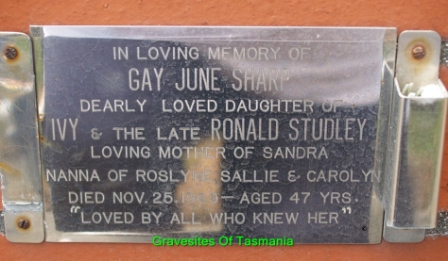 IN LOVING MEMORY OF
GAY JUNE SHARP
DEARLY LOVED DAUGHTER OF
IVY & THE LATE RONALD STUDLEY
LOVING MOTHER OF SANDRA
NANNA OF SALLIE & CAROLYN
DIED NOV. 25. - AGED 47 YRS.
"LOVED BY ALL WHO KNEW HER"
Gravesites Of Tasmania